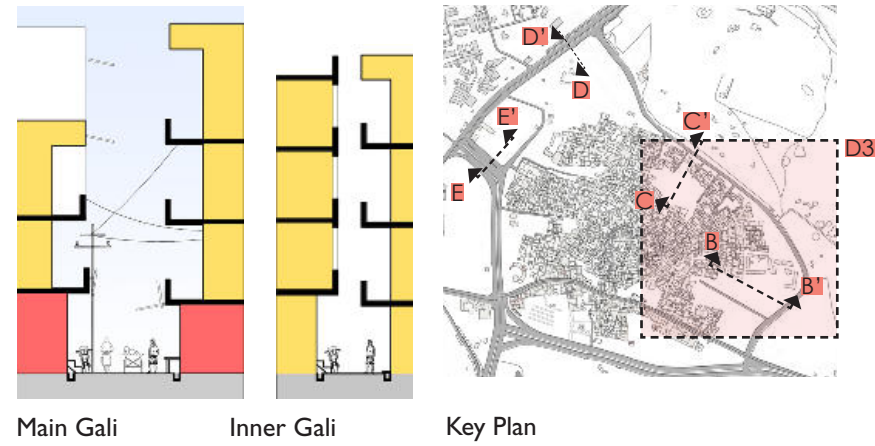 D'
D
E'
E
C'
D3
C
B
B'
Main Gali
Inner Gali
Key Plan